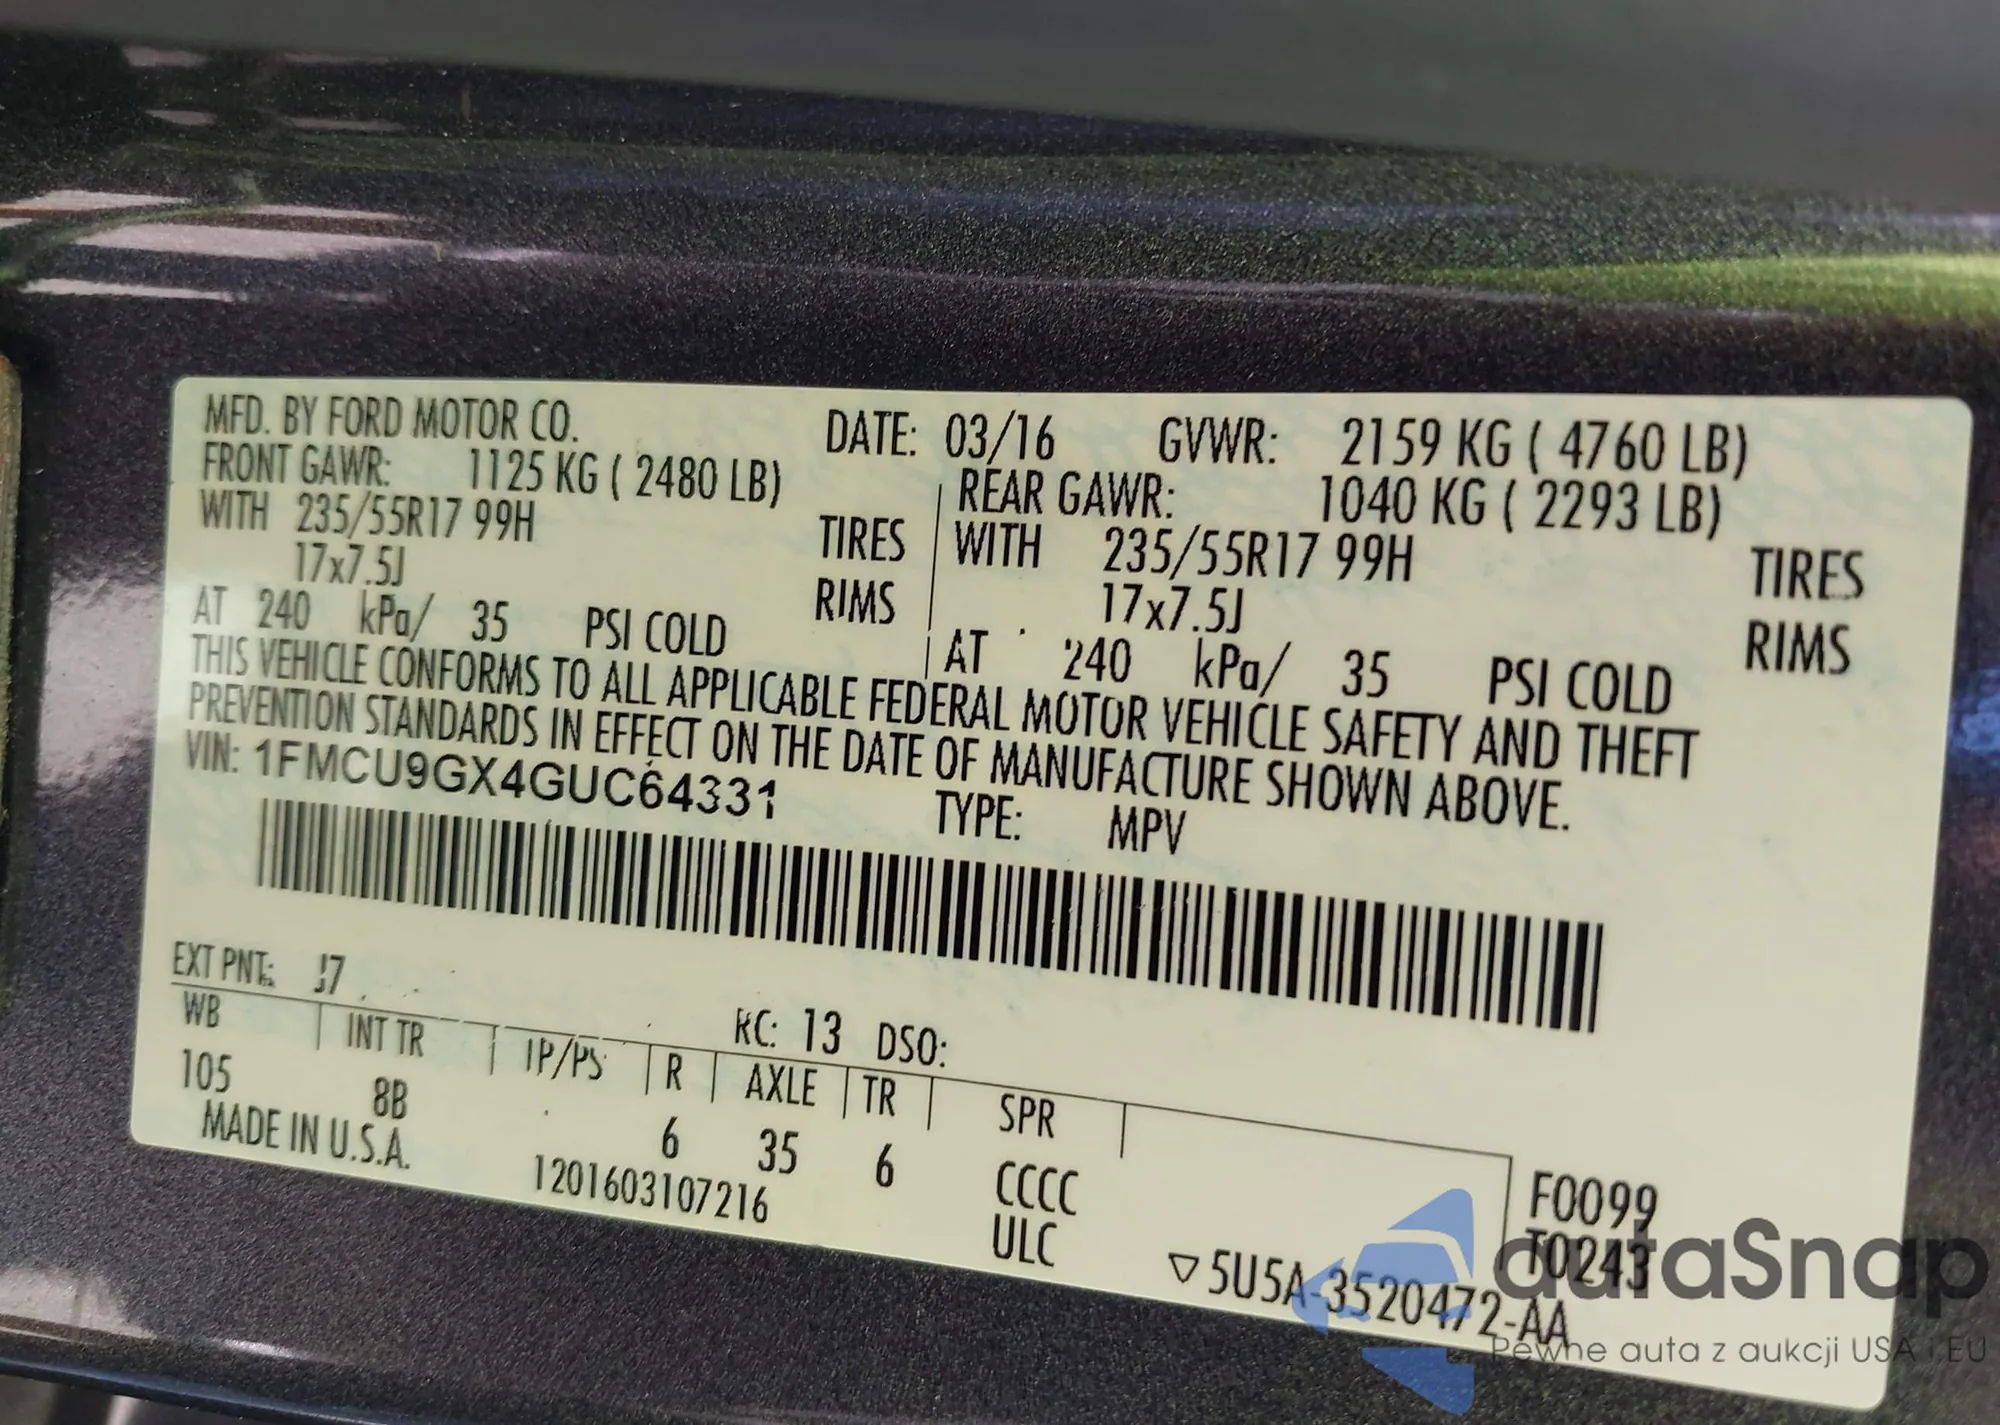 MFD. BY FORD MOTOR CO. DATE: 03/16 GVWR: 2159 KG ( 4760 LB)
FRONT GAWR: 1125 KG ( 2480 LB) REAR GAWR: 1040 KG ( 2293 LB)
WITH 235/55R17 99H TIRES WITH 235/55R17 99H TIRES
17x7.5J RIMS 17x7.5J RIMS
AT 240 kPa/ 35 PSI COLD AT 240 kPa/ 35 PSI COLD
THIS VEHICLE CONFORMS TO ALL APPLICABLE FEDERAL MOTOR VEHICLE SAFETY AND THEFT
PREVENTION STANDARDS IN EFFECT ON THE DATE OF MANUFACTURE SHOWN ABOVE.
VIN: 1FMCU9GX4GUC64331 TYPE: MPV
EXT PNT: J7 RC: 13 DSO:
WB INT TR TP/PS R AXLE TR SPR
105 8B 6 35 6 CCCC F0099
MADE IN U.S.A. 1201603107216 ULC T0243
▽5U5A-3520472-AA
autaSnap
Pewne auta z aukcji USA i EU